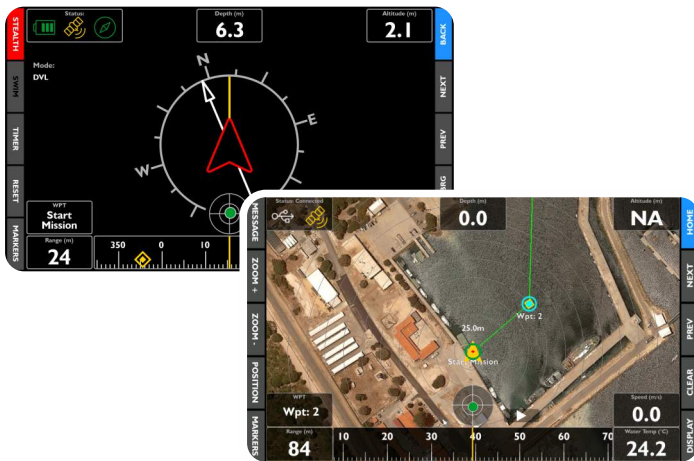 STEALTH
SWIM
TIMER
RESET
MARKERS
Status:
Depth (m)
6.3
Altitude (m)
2.1
Mode:
DVL
N
E
W
WPT
Start
Mission
Range (m)
24
350
0
10
BACK
NEXT
PREV
BRG
MESSAGE
ZOOM +
ZOOM -
POSITION
MARKERS
Status: Connected
Depth (m)
0.0
Altitude (m)
NA
Wpt: 2
25.0m
Start Mission
WPT
Wpt: 2
Range (m)
84
10
20
30
40
50
60
70
Speed (m/s)
0.0
Water Temp (°C)
24.2
HOME
NEXT
PREV
CLEAR
DISPLAY